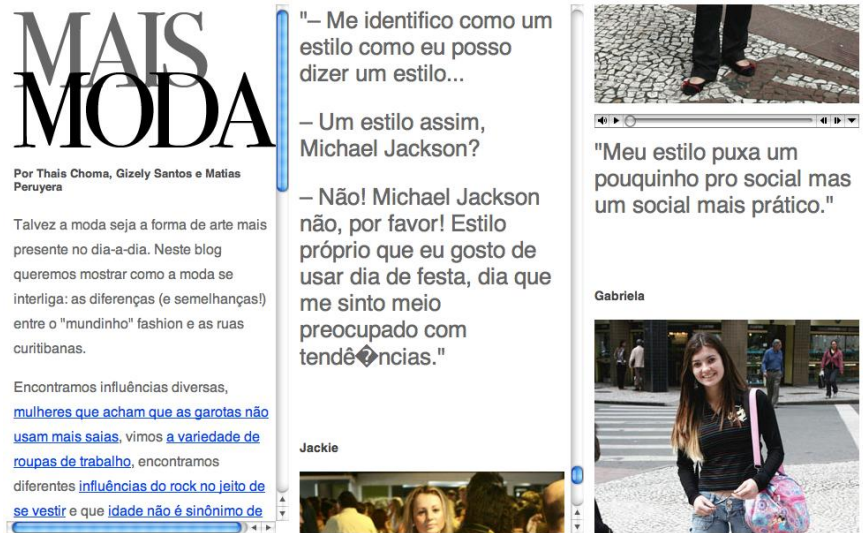 MAIS
MODA
Por Thais Choma, Gizely Santos e Matias
Peruyera
Talvez a moda seja a forma de arte mais
presente no dia-a-dia. Neste blog
queremos mostrar como a moda se
interliga: as diferenças (e semelhanças!)
entre o "mundinho" fashion e as ruas
curitibanas.
Encontramos influências diversas,
mulheres que acham que as garotas não
usam mais saias, vimos a variedade de
roupas de trabalho, encontramos
diferentes influências do rock no jeito de
se vestir e que idade não é sinônimo de
"– Me identifico como um
estilo como eu posso
dizer um estilo...
– Um estilo assim,
Michael Jackson?
– Não! Michael Jackson
não, por favor! Estilo
próprio que eu gosto de
usar dia de festa, dia que
me sinto meio
preocupado com
tendê�ncias."
Jackie
"Meu estilo puxa um
pouquinho pro social mas
um social mais prático."
Gabriela